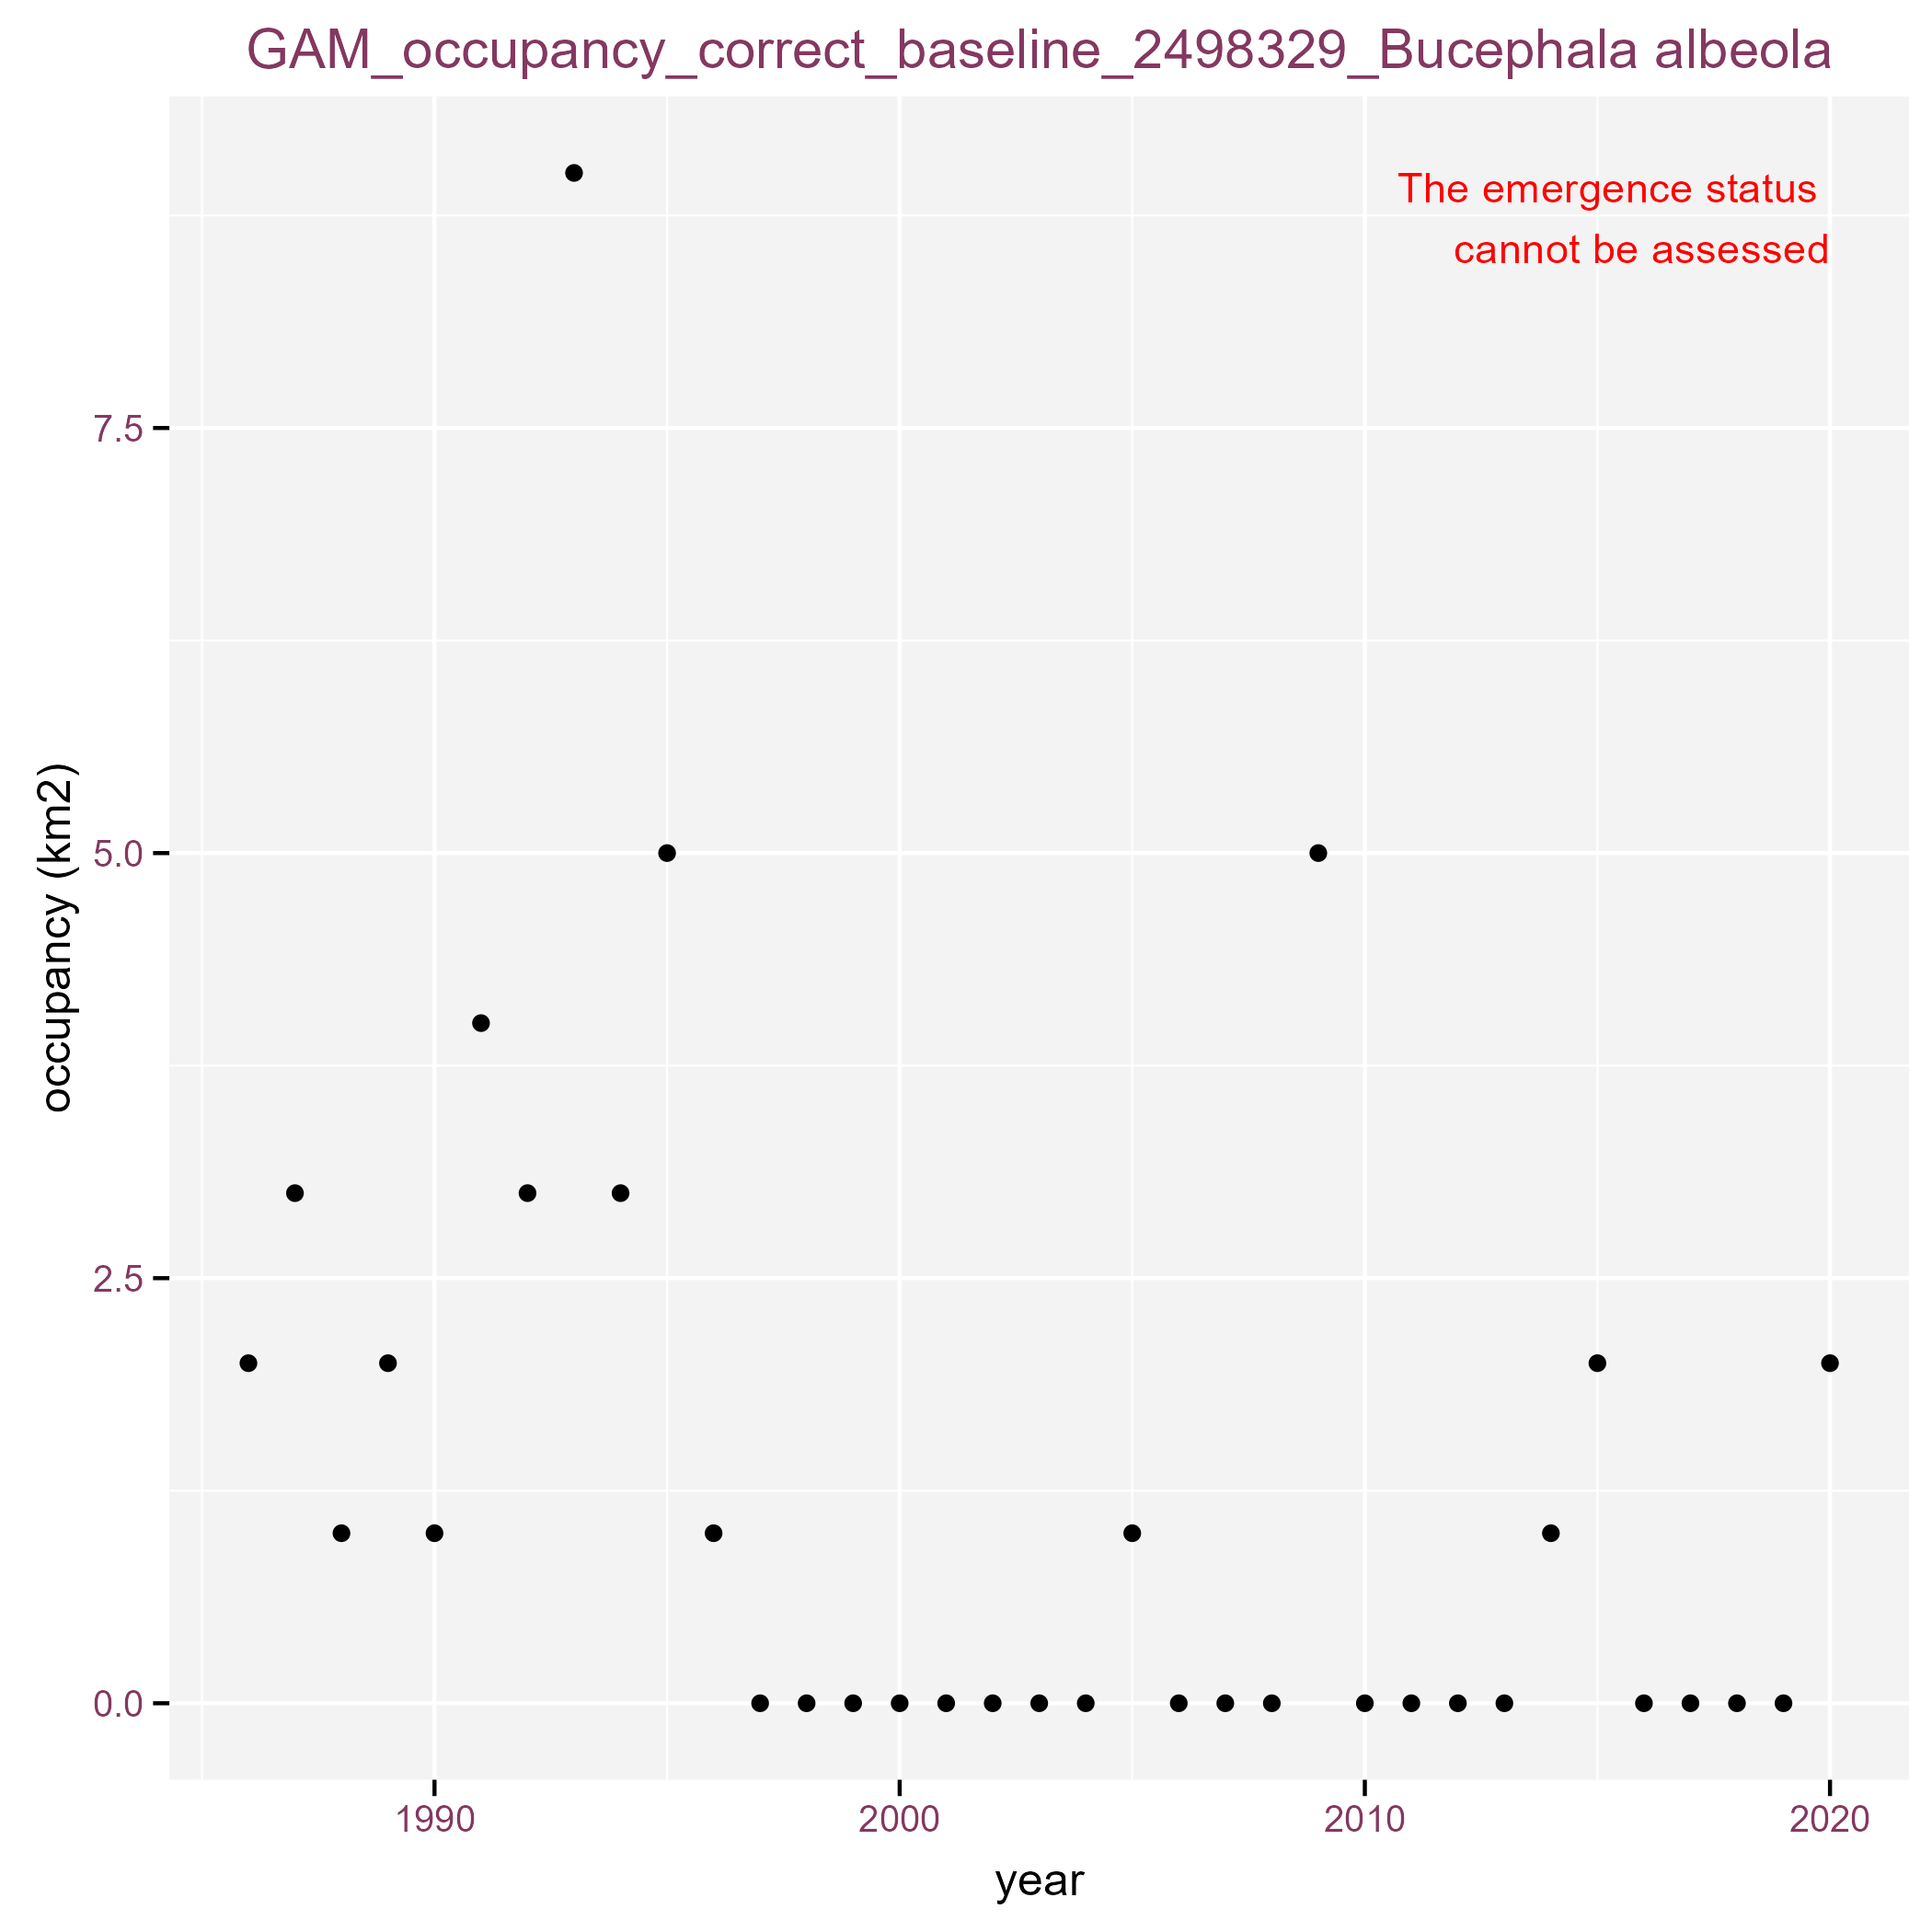 GAM_occupancy_correct_baseline_2498329_Bucephala albeola
The emergence status
cannot be assessed
7.5
5.0
2.5
0.0
occupancy (km2)
1990
2000
2010
2020
year